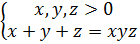 x, y, z > 0
x + y + z = xyz